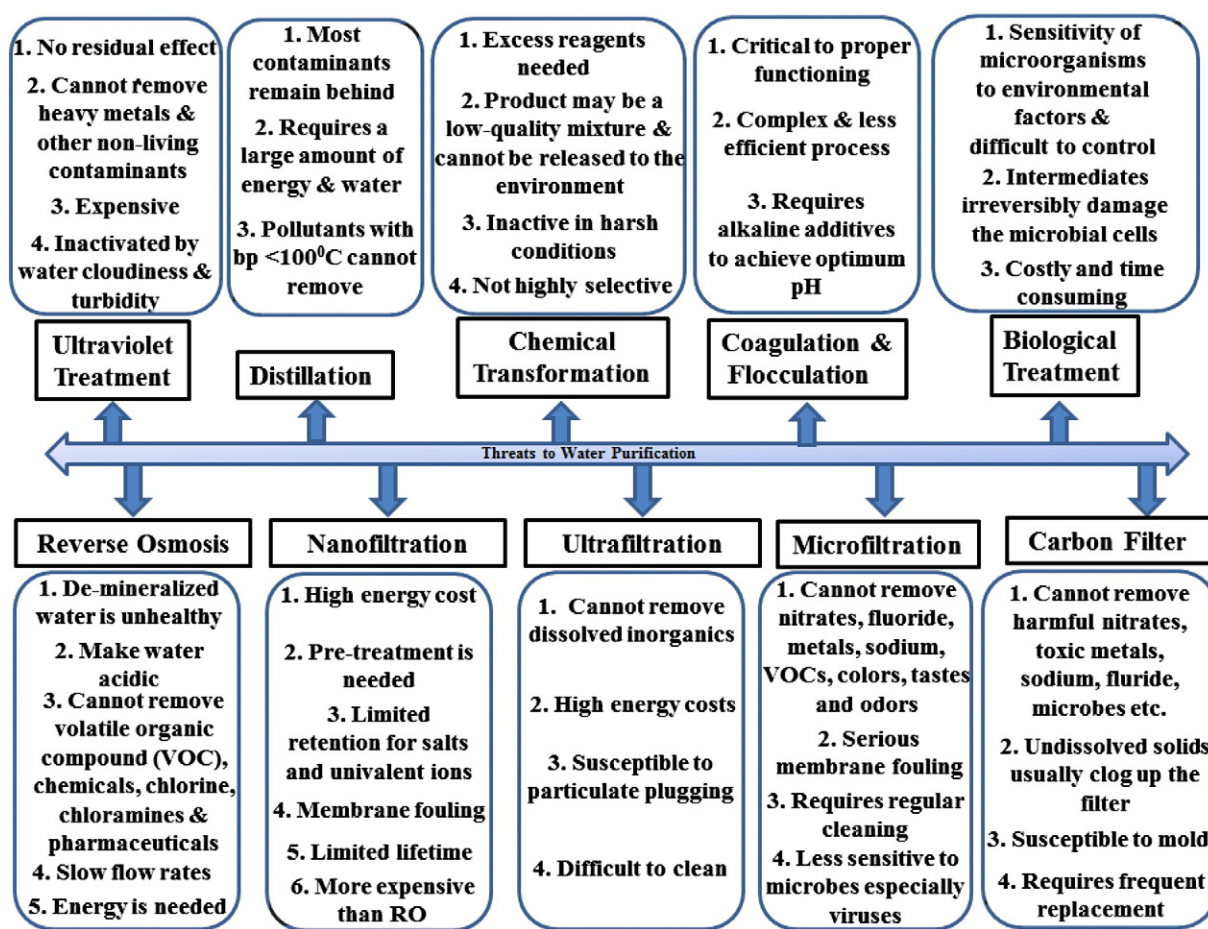 1. No residual effect
2. Cannot remove
heavy metals &
other non-living
contaminants
3. Expensive
4. Inactivated by
water cloudiness &
turbidity
Ultraviolet
Treatment
1. Most
contaminants
remain behind
2. Requires a
large amount of
energy & water
3. Pollutants with
bp <100⁰C cannot
remove
Distillation
1. Excess reagents
needed
2. Product may be a
low-quality mixture &
cannot be released to the
environment
3. Inactive in harsh
conditions
4. Not highly selective
Chemical
Transformation
1. Critical to proper
functioning
2. Complex & less
efficient process
3. Requires
alkaline additives
to achieve optimum
pH
Coagulation &
Flocculation
1. Sensitivity of
microorganisms
to environmental
factors &
difficult to control
2. Intermediates
irreversibly damage
the microbial cells
3. Costly and time
consuming
Biological
Treatment
Threats to Water Purification
Reverse Osmosis
1. De-mineralized
water is unhealthy
2. Make water
acidic
3. Cannot remove
volatile organic
compound (VOC),
chemicals, chlorine,
chloramines &
pharmaceuticals
4. Slow flow rates
5. Energy is needed
Nanofiltration
1. High energy cost
2. Pre-treatment is
needed
3. Limited
retention for salts
and univalent ions
4. Membrane fouling
5. Limited lifetime
6. More expensive
than RO
Ultrafiltration
1. Cannot remove
dissolved inorganics
2. High energy costs
3. Susceptible to
particulate plugging
4. Difficult to clean
Microfiltration
1. Cannot remove
nitrates, fluoride,
metals, sodium,
VOCs, colors, tastes
and odors
2. Serious
membrane fouling
3. Requires regular
cleaning
4. Less sensitive to
microbes especially
viruses
Carbon Filter
1. Cannot remove
harmful nitrates,
toxic metals,
sodium, fluride,
microbes etc.
2. Undissolved solids
usually clog up the
filter
3. Susceptible to mold
4. Requires frequent
replacement